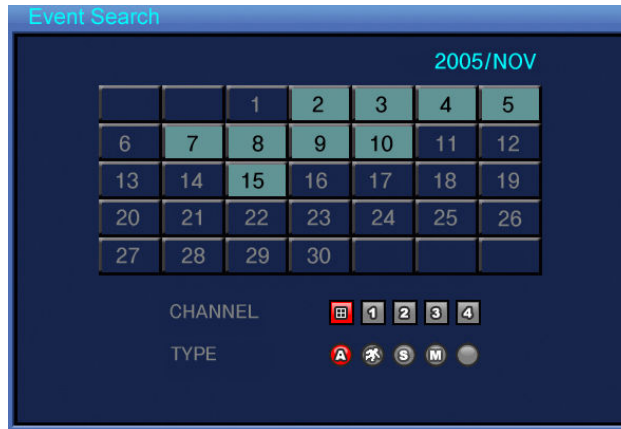 Event Search
2005/NOV
1 2 3 4 5
6 7 8 9 10 11 12
13 14 15 16 17 18 19
20 21 22 23 24 25 26
27 28 29 30
CHANNEL 1 2 3 4
TYPE A S M